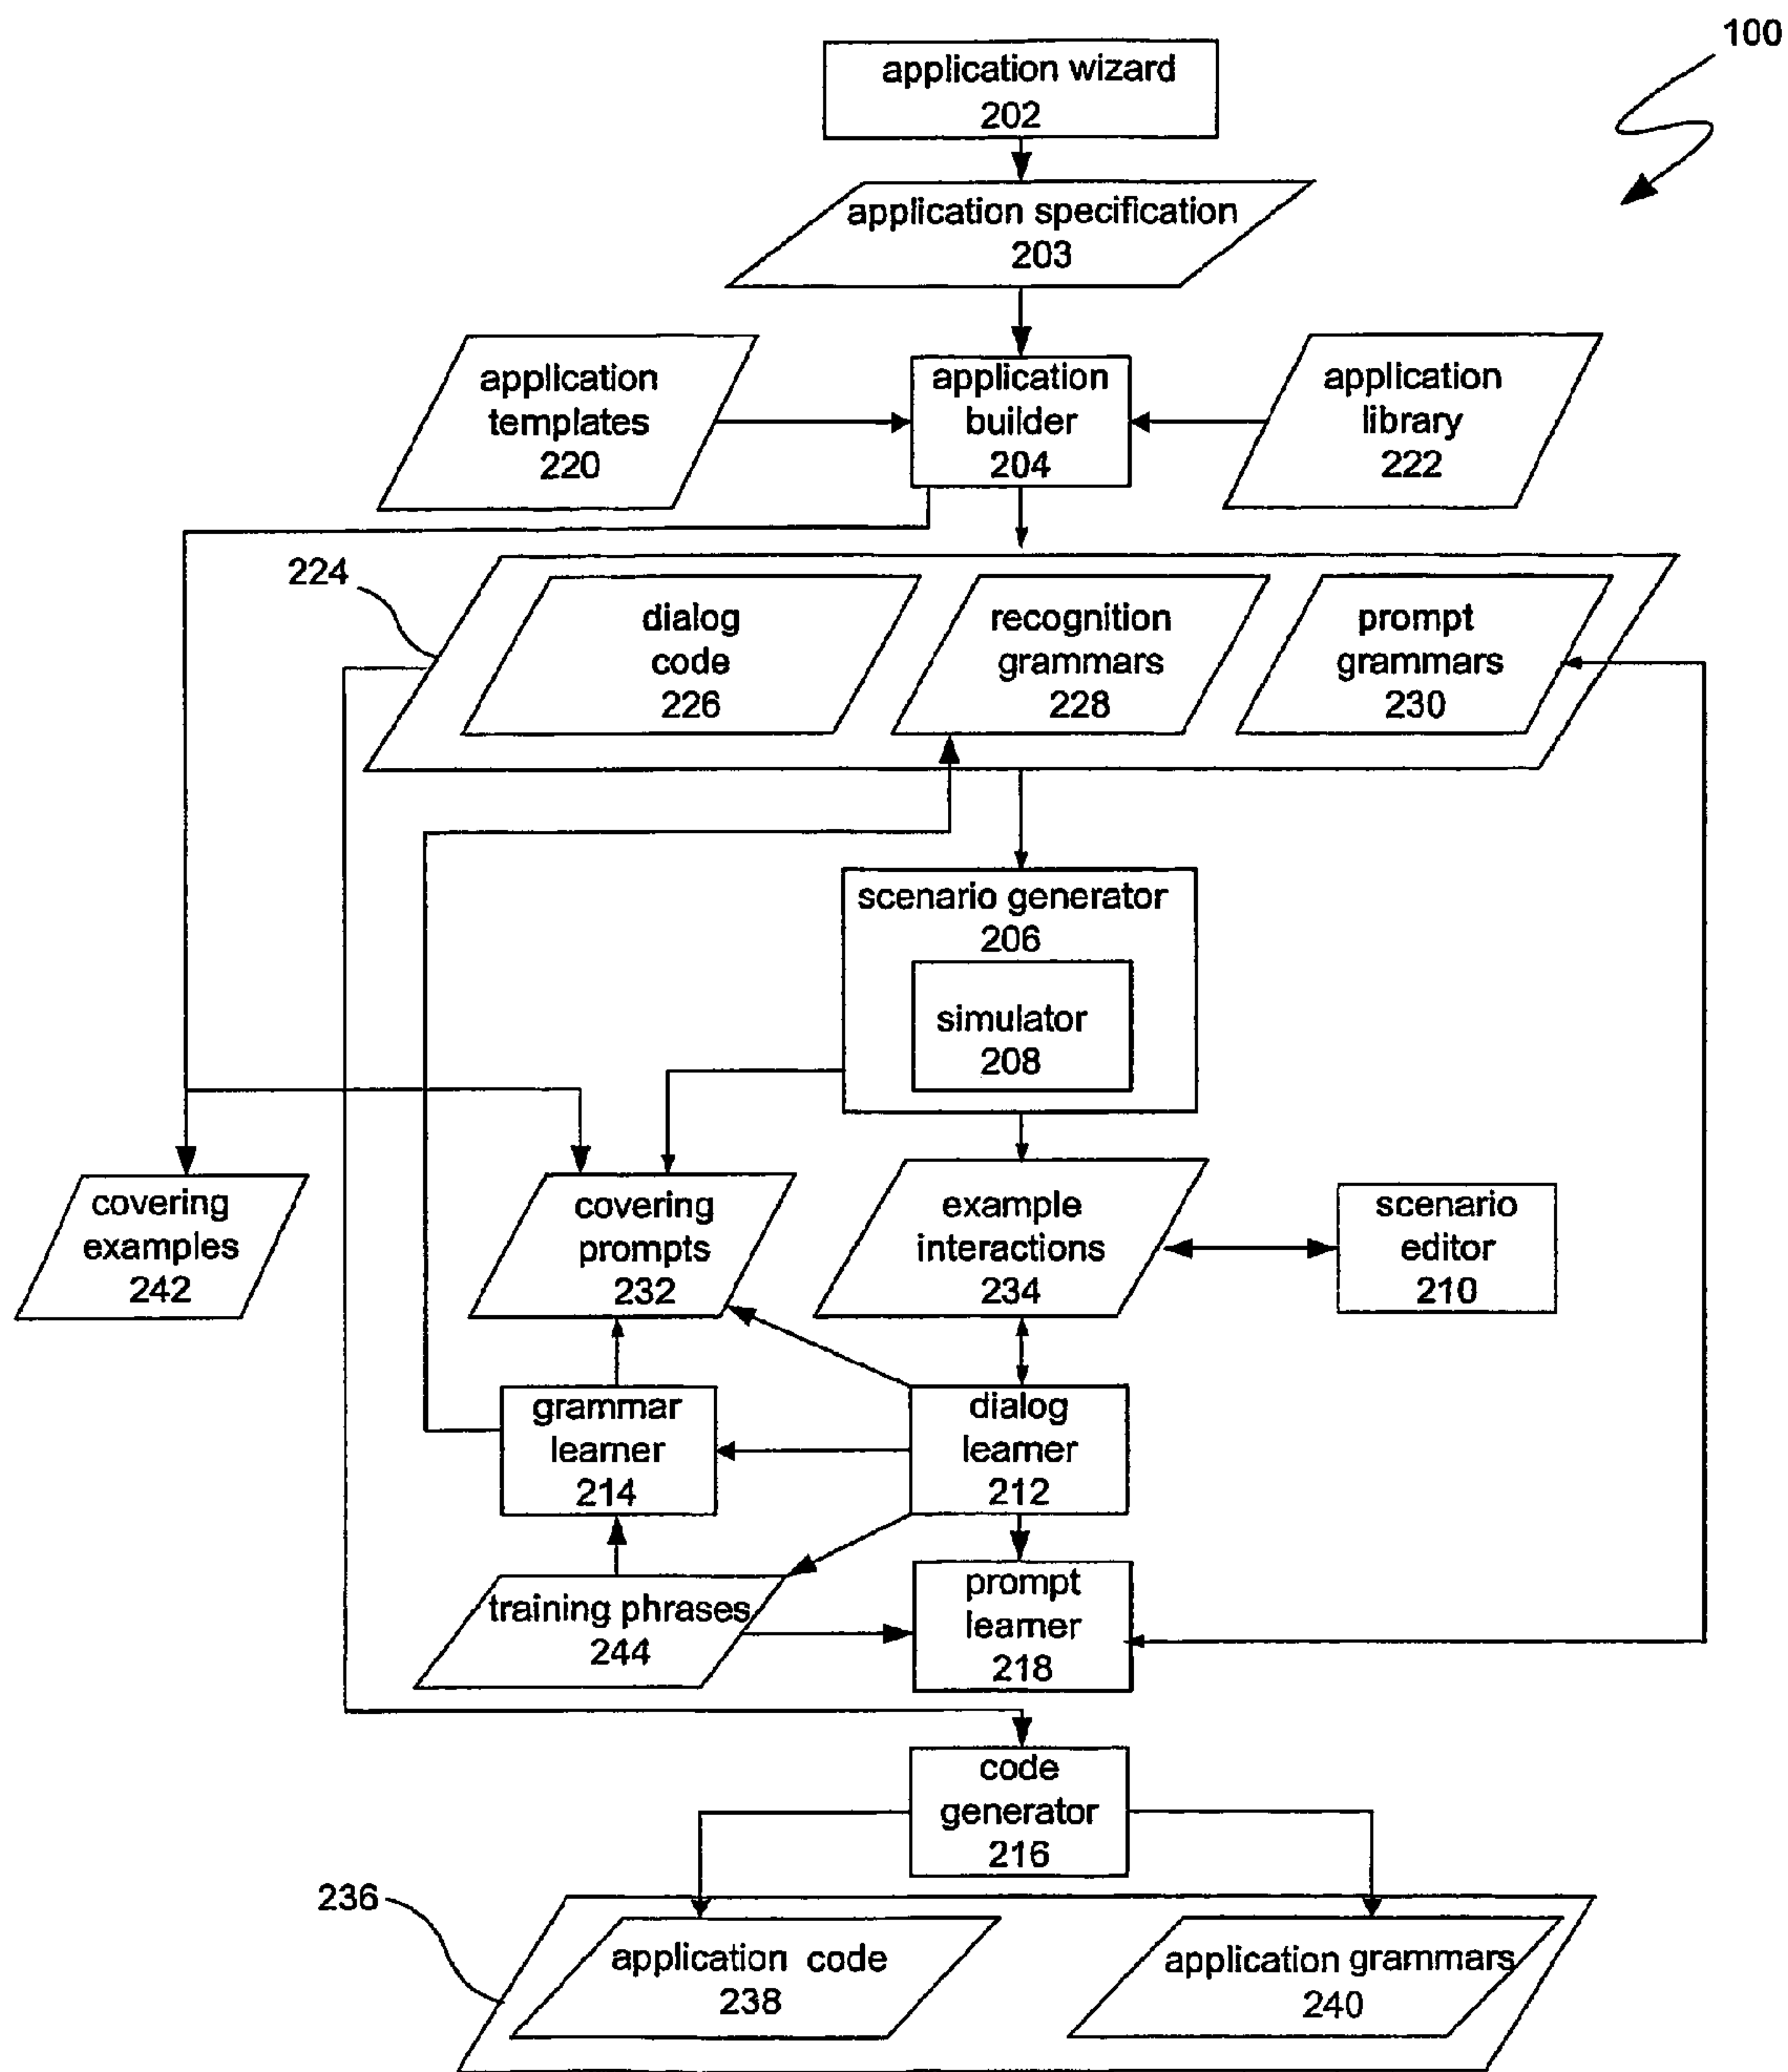 100
application wizard
202
application specification
203
application
templates
220
application
builder
204
application
library
222
224
dialog
code
226
recognition
grammars
228
prompt
grammars
230
scenario generator
206
simulator
208
covering
examples
242
covering
prompts
232
example
interactions
234
scenario
editor
210
grammar
learner
214
dialog
learner
212
training phrases
244
prompt
learner
218
code
generator
216
236
application code
238
application grammars
240